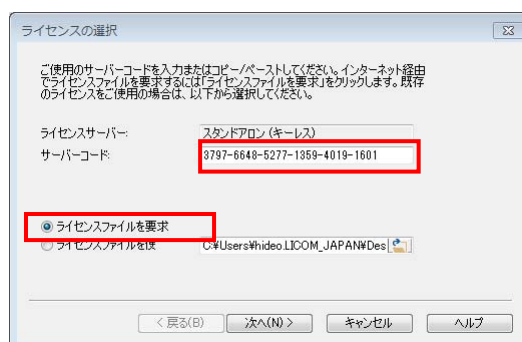 ライセンスの選択
ご使用のサーバーコードを入力またはコピー/ペーストしてください。インターネット経由
でライセンスファイルを要求するには「ライセンスファイルを要求」をクリックします。既存
のライセンスをご使用の場合は、以下から選択してください。
ライセンスサーバー: スタンドアロン (キーレス)
サーバーコード: 3797-6648-5277-1359-4019-1601
ライセンスファイルを要求
ライセンスファイルを使 C:¥Users¥hideo.LICOM_JAPAN¥Des
< 戻る(B) 次へ(N) > キャンセル ヘルプ